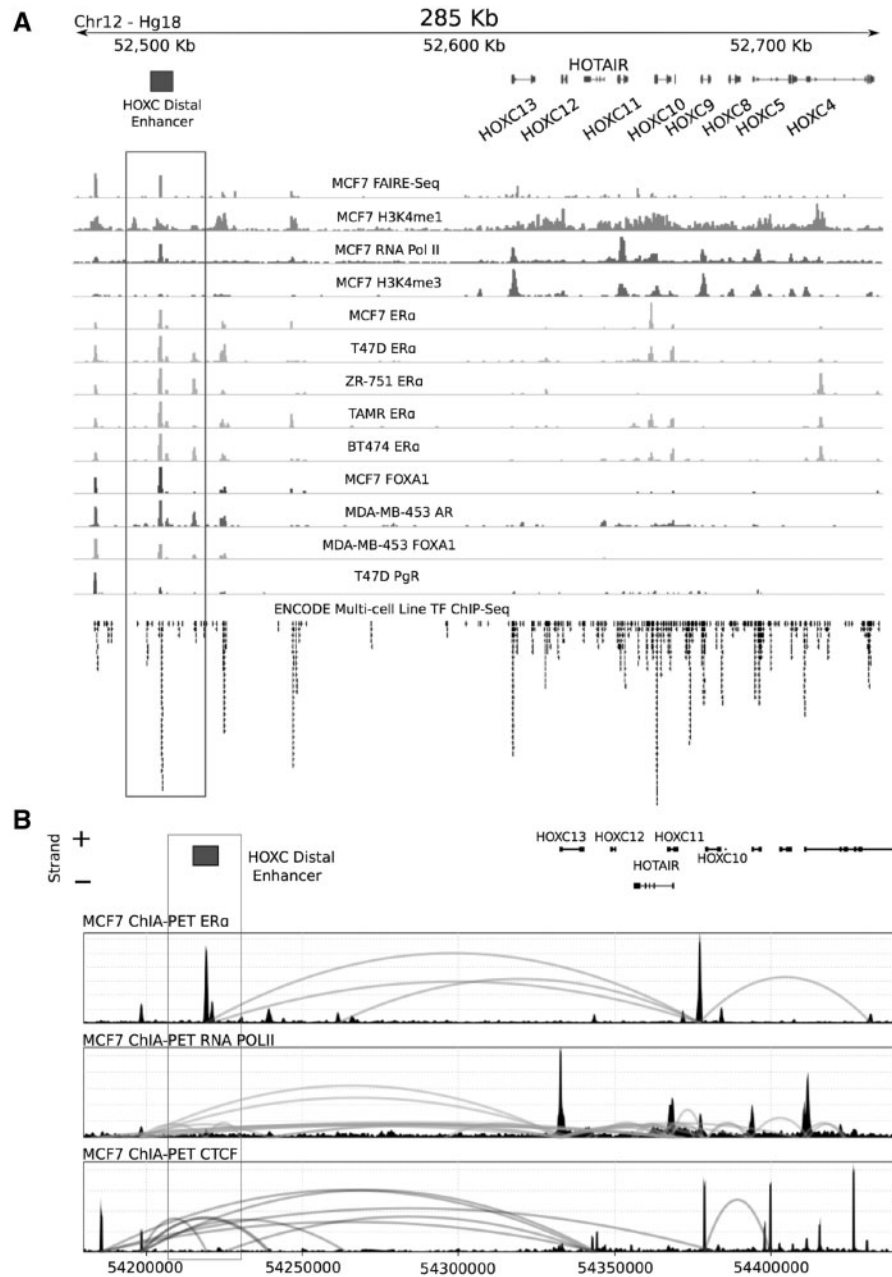 A
Chr12 - Hg18
285 Kb
52,500 Kb
52,600 Kb
52,700 Kb
HOTAIR
HOXC Distal
Enhancer
HOXC13
HOXC12
HOXC11
HOXC10
HOXC9
HOXC8
HOXC5
HOXC4
MCF7 FAIRE-Seq
MCF7 H3K4me1
MCF7 RNA Pol II
MCF7 H3K4me3
MCF7 ERα
T47D ERα
ZR-751 ERα
TAMR ERα
BT474 ERα
MCF7 FOXA1
MDA-MB-453 AR
MDA-MB-453 FOXA1
T47D PgR
ENCODE Multi-cell Line TF ChIP-Seq
B
Strand
+
−
HOXC Distal
Enhancer
HOXC13
HOXC12
HOXC11
HOTAIR
HOXC10
MCF7 ChIA-PET ERα
MCF7 ChIA-PET RNA POLII
MCF7 ChIA-PET CTCF
54200000
54250000
54300000
54350000
54400000